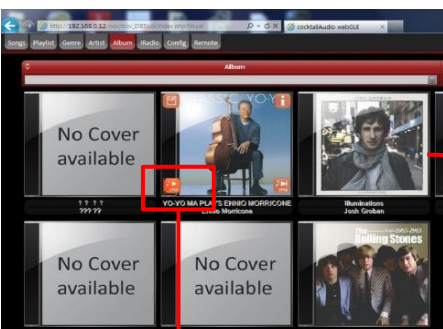 http://192.168.0.12/
cocktailAudio webGUI
Songs Playlist Genre Artist Album IRadio Config Remote
Album
No Cover
available
? ? ? ?
??? ??
YO-YO MA PLAYS ENNIO MORRICONE
Ennio Morricone
Illuminations
Josh Groban
No Cover
available
No Cover
available
Rolling Stones